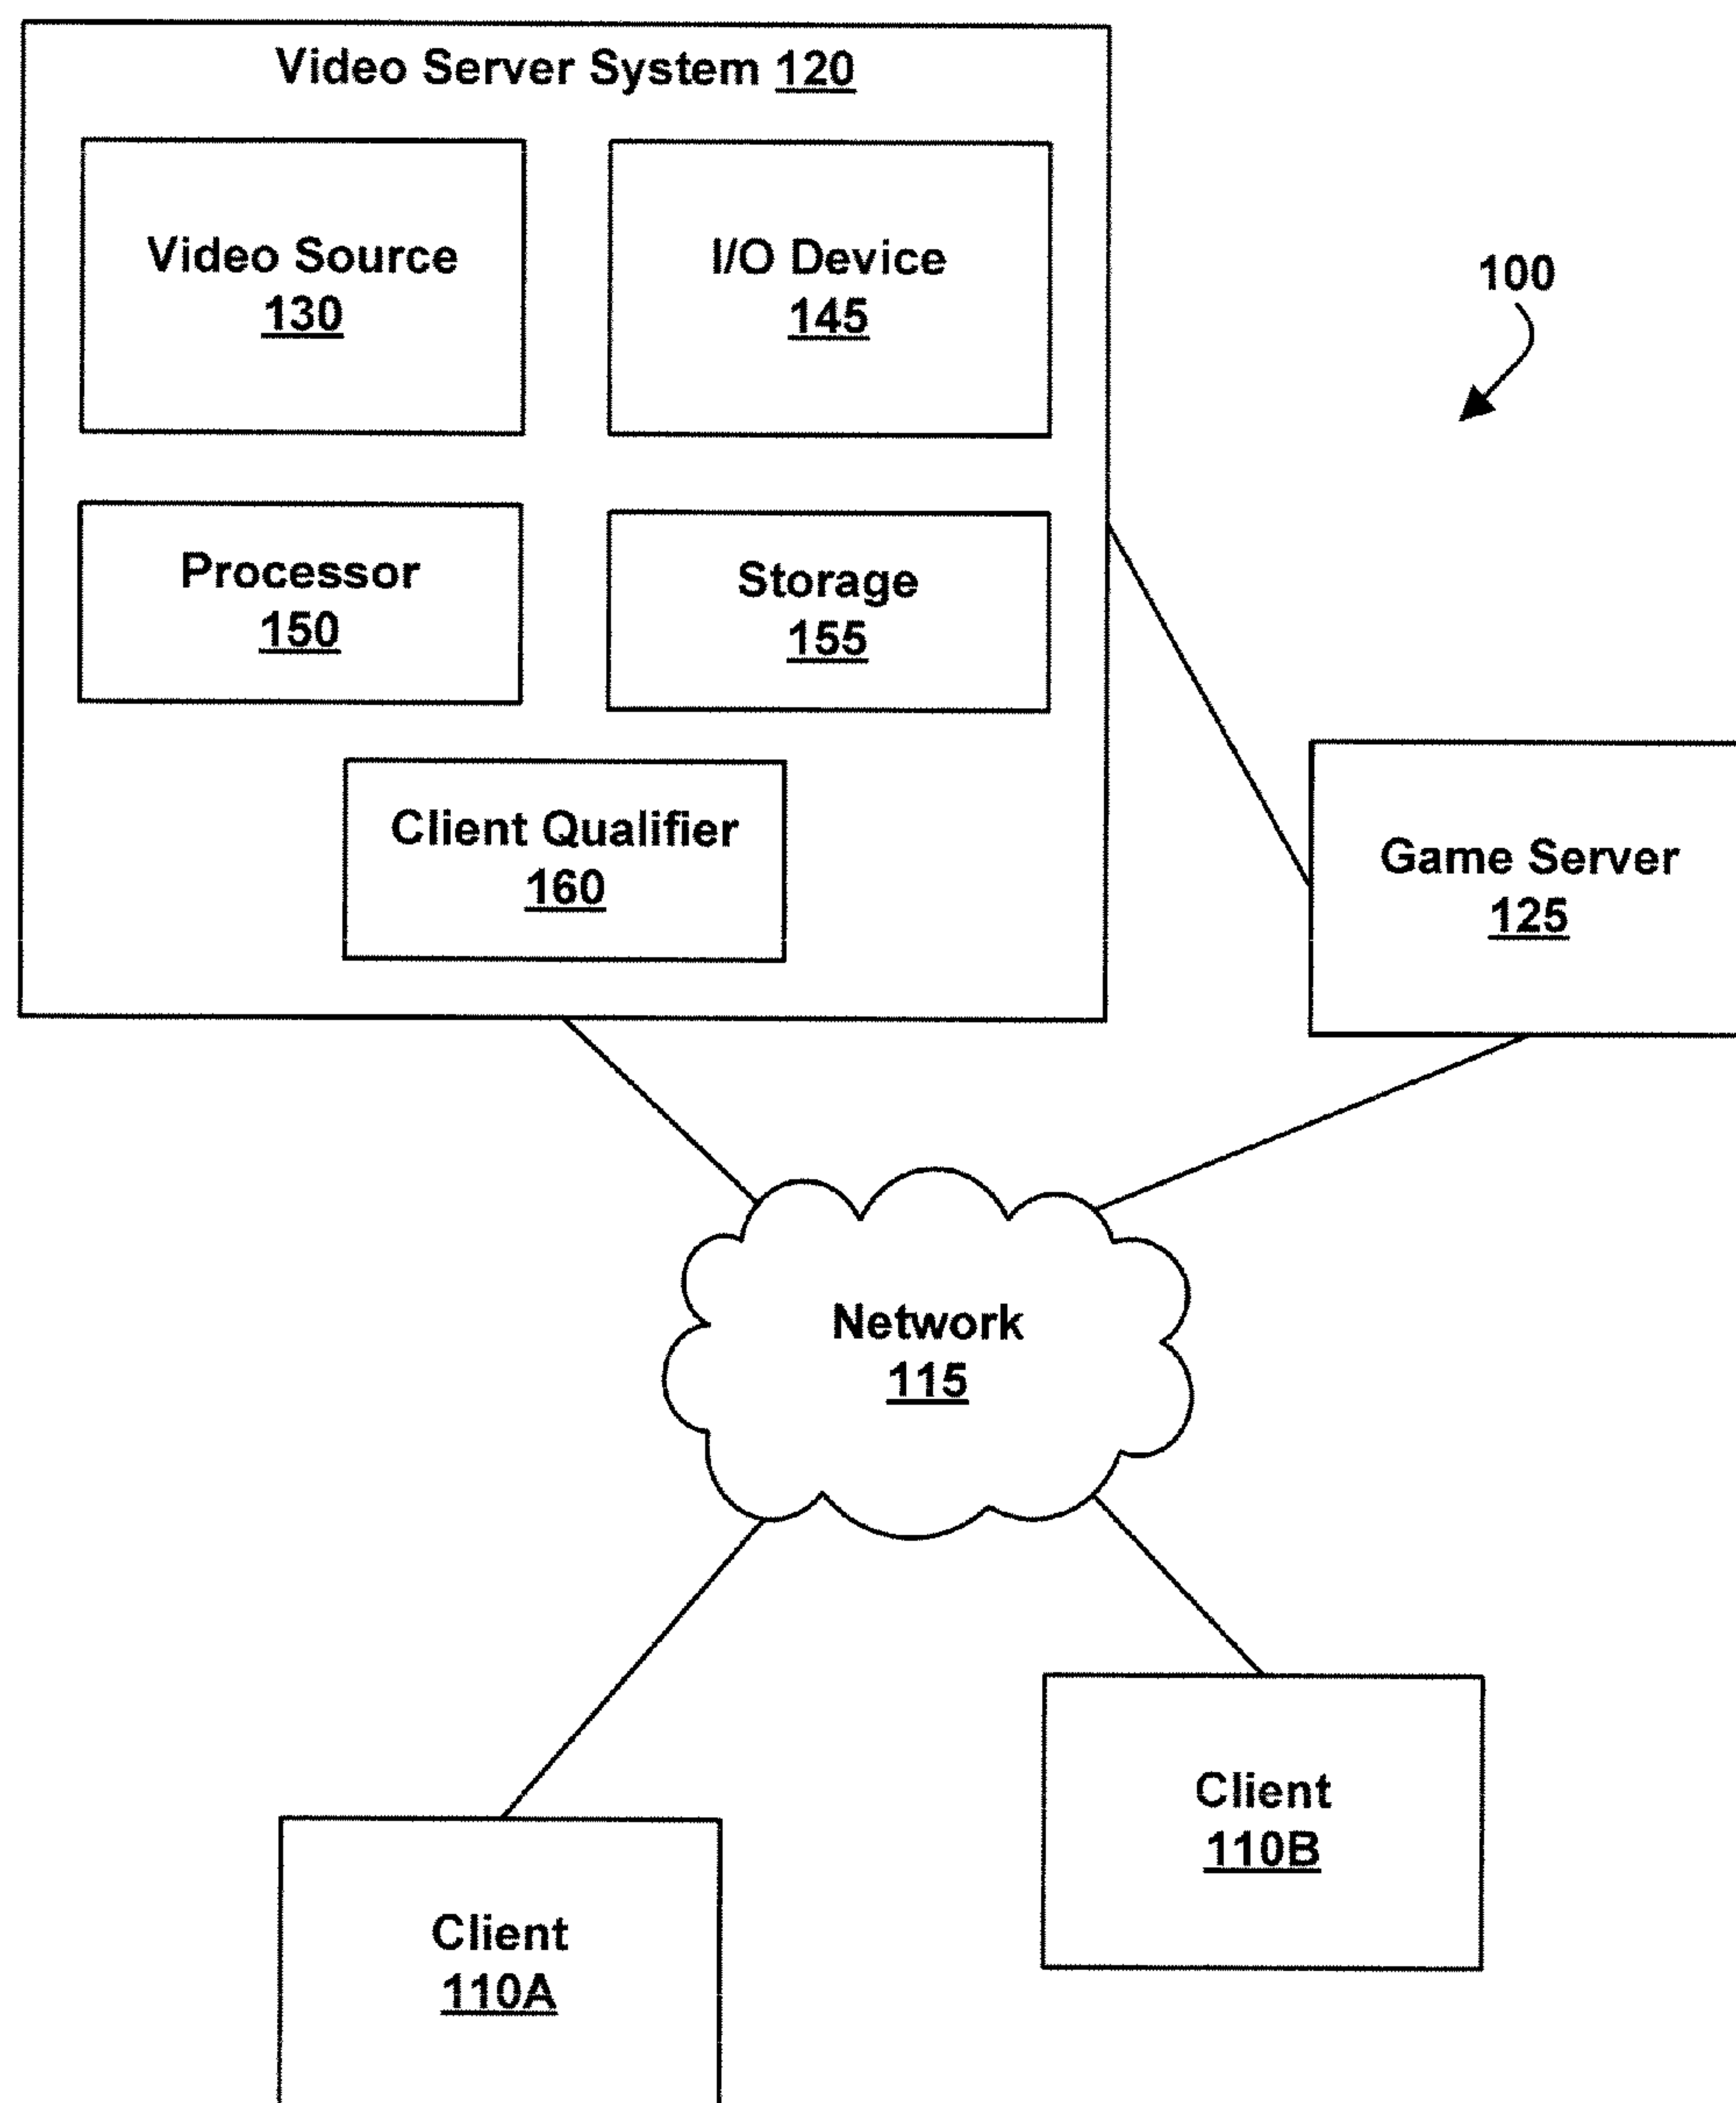 Video Server System 120
Video Source
130
I/O Device
145
100
Processor
150
Storage
155
Client Qualifier
160
Game Server
125
Network
115
Client
110B
Client
110A